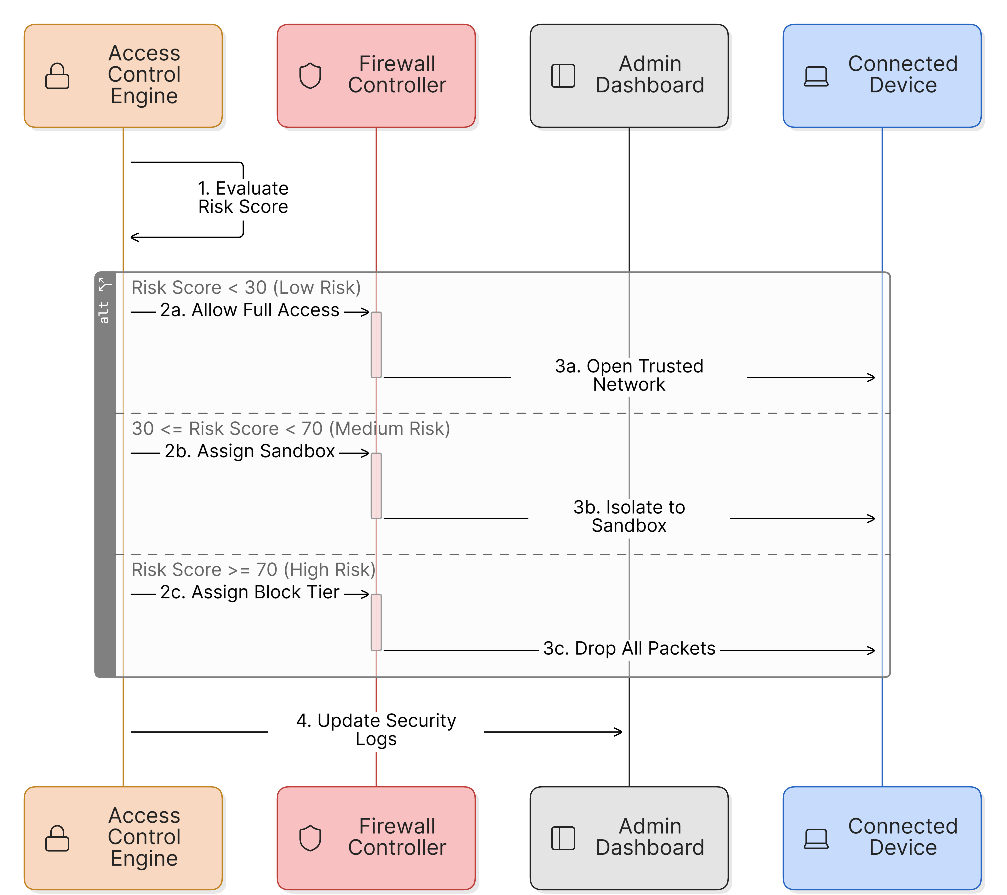 Access
Control
Engine
Firewall
Controller
Admin
Dashboard
Connected
Device
1. Evaluate
Risk Score
alt
Risk Score < 30 (Low Risk)
2a. Allow Full Access
3a. Open Trusted
Network
30 <= Risk Score < 70 (Medium Risk)
2b. Assign Sandbox
3b. Isolate to
Sandbox
Risk Score >= 70 (High Risk)
2c. Assign Block Tier
3c. Drop All Packets
4. Update Security
Logs
Access
Control
Engine
Firewall
Controller
Admin
Dashboard
Connected
Device